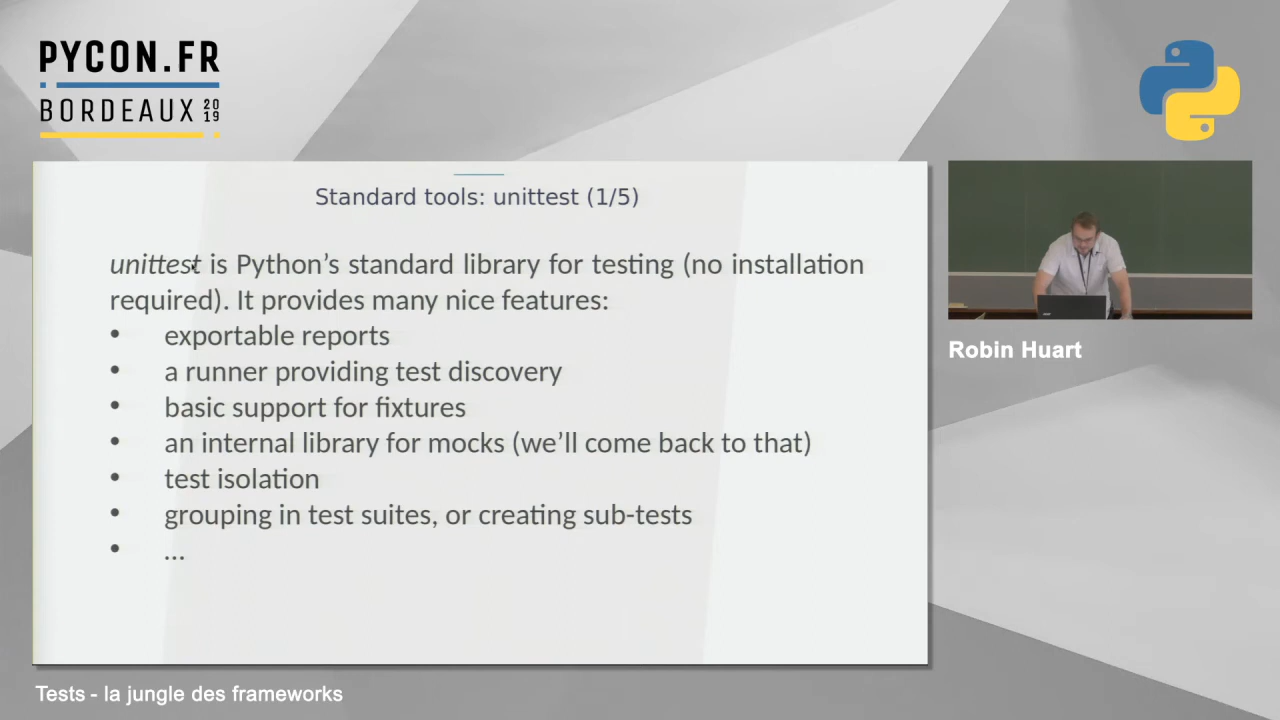 PYCON.FR
BORDEAUX 2019
Standard tools: unittest (1/5)
unittest is Python’s standard library for testing (no installation
required). It provides many nice features:
• exportable reports
• a runner providing test discovery
• basic support for fixtures
• an internal library for mocks (we’ll come back to that)
• test isolation
• grouping in test suites, or creating sub-tests
• ...
Robin Huart
Tests - la jungle des frameworks